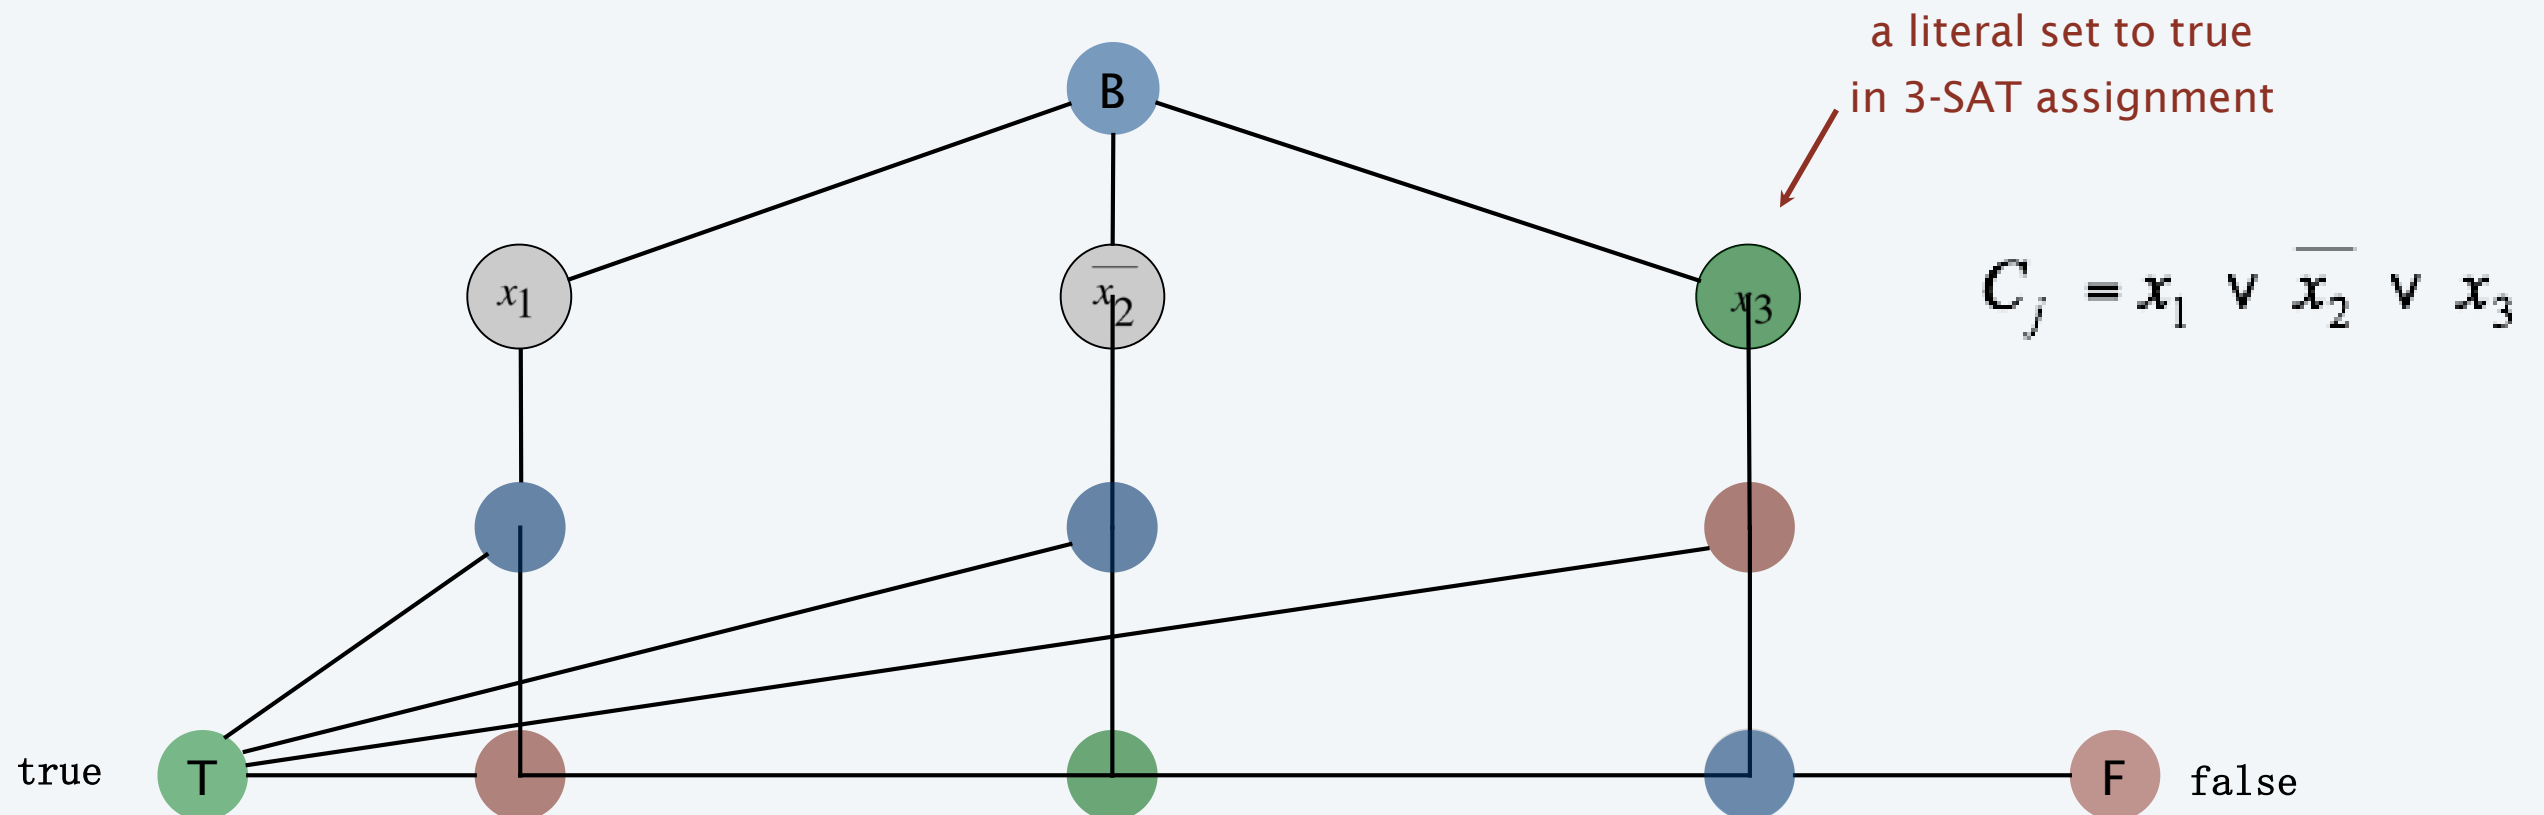 a literal set to true
in 3-SAT assignment
B
x₁
x̅₂
x₃
Cⱼ = x₁ ∨ x̅₂ ∨ x₃
true
T
F
false